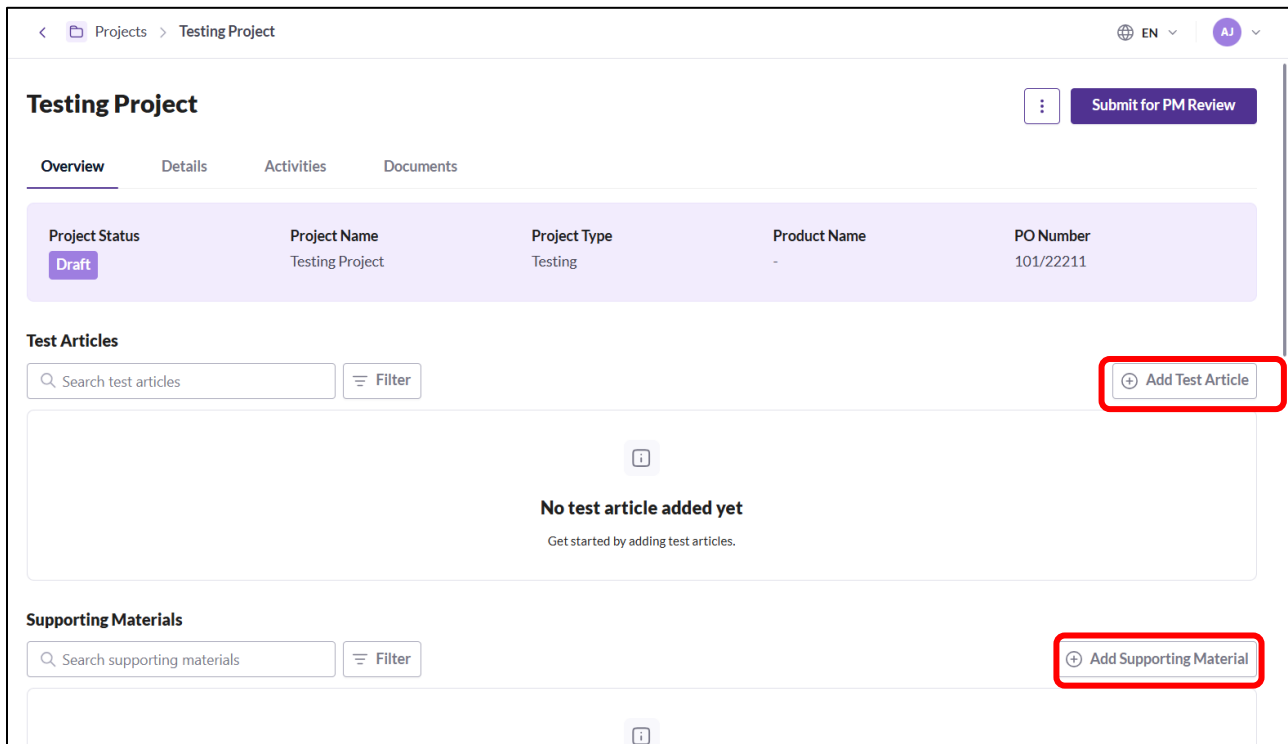 Projects > Testing Project
EN
AJ
Testing Project
Submit for PM Review
Overview Details Activities Documents
Project Status Project Name Project Type Product Name PO Number
Draft Testing Project Testing - 101/22211
Test Articles
Search test articles Filter Add Test Article
No test article added yet
Get started by adding test articles.
Supporting Materials
Search supporting materials Filter Add Supporting Material